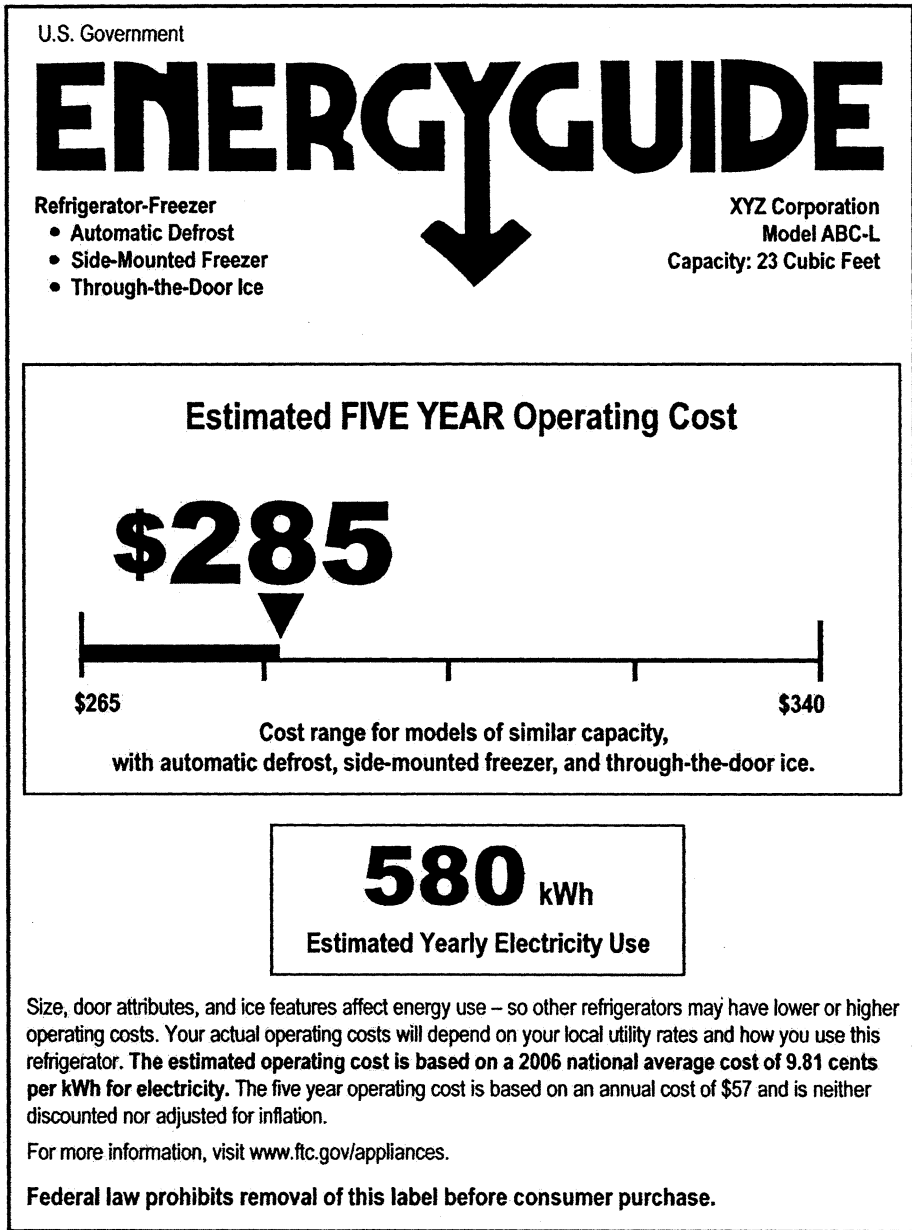 U.S. Government
ENERGYGUIDE
Refrigerator-Freezer
• Automatic Defrost
• Side-Mounted Freezer
• Through-the-Door Ice
XYZ Corporation
Model ABC-L
Capacity: 23 Cubic Feet
Estimated FIVE YEAR Operating Cost
$285
$265
$340
Cost range for models of similar capacity,
with automatic defrost, side-mounted freezer, and through-the-door ice.
580 kWh
Estimated Yearly Electricity Use
Size, door attributes, and ice features affect energy use – so other refrigerators may have lower or higher
operating costs. Your actual operating costs will depend on your local utility rates and how you use this
refrigerator. The estimated operating cost is based on a 2006 national average cost of 9.81 cents
per kWh for electricity. The five year operating cost is based on an annual cost of $57 and is neither
discounted nor adjusted for inflation.
For more information, visit www.ftc.gov/appliances.
Federal law prohibits removal of this label before consumer purchase.